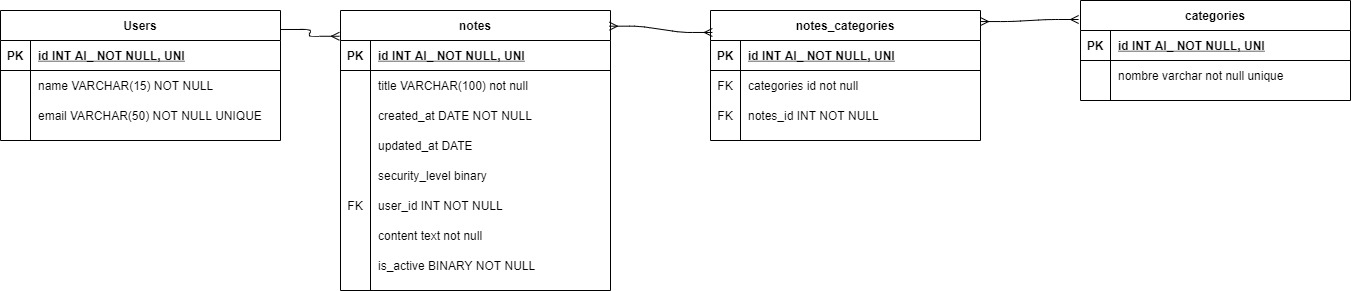 Users
PK id INT AI_ NOT NULL, UNI
name VARCHAR(15) NOT NULL
email VARCHAR(50) NOT NULL UNIQUE
notes
PK id INT AI_ NOT NULL, UNI
title VARCHAR(100) not null
created_at DATE NOT NULL
updated_at DATE
security_level binary
FK user_id INT NOT NULL
content text not null
is_active BINARY NOT NULL
notes_categories
PK id INT AI_ NOT NULL, UNI
FK categories id not null
FK notes_id INT NOT NULL
categories
PK id INT AI_ NOT NULL, UNI
nombre varchar not null unique